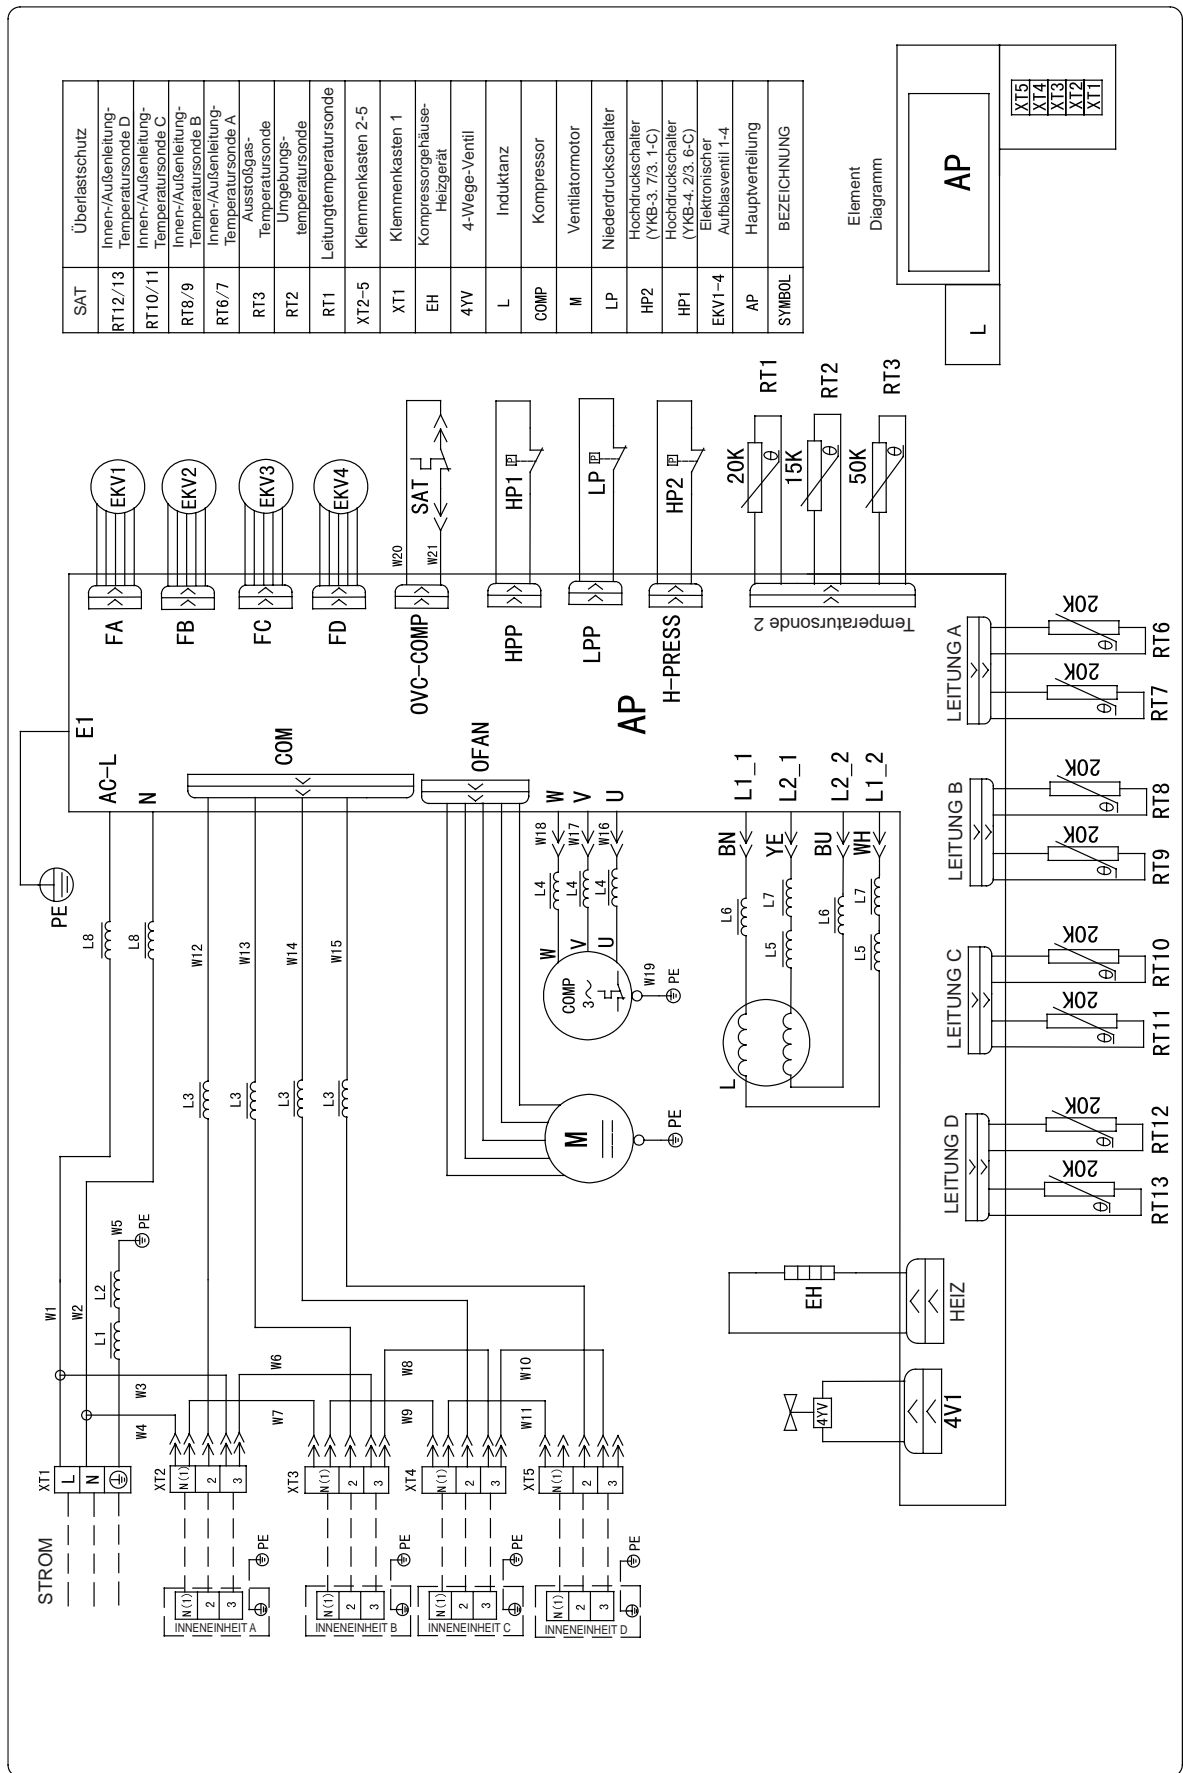 STROM
XT1
L
N
W1
W2
W3
W4
L1
L2
W5
PE
L8
L8
PE
E1
AC-L
N
XT2
N(1)
2
3
N(1)
2
3
PE
INNENEINHEIT A
XT3
N(1)
2
3
N(1)
2
3
PE
INNENEINHEIT B
XT4
N(1)
2
3
N(1)
2
3
PE
INNENEINHEIT C
XT5
N(1)
2
3
N(1)
2
3
PE
INNENEINHEIT D
W6
W7
W8
W9
W10
W11
L3
L3
L3
L3
W12
W13
W14
W15
COM
OFAN
M
PE
COMP
3~
W
V
U
W19
PE
L4
L4
L4
W18
W17
W16
W
V
U
AP
L
L6
L5
L7
L6
L5
L7
BN
YE
BU
WH
L1_1
L2_1
L2_2
L1_2
FA
EKV1
FB
EKV2
FC
EKV3
FD
EKV4
OVC-COMP
W20
W21
SAT
HPP
HP1
P
LPP
LP
P
H-PRESS
HP2
P
Temperatursonde 2
20K
θ
RT1
15K
θ
RT2
50K
θ
RT3
4YV
4V1
EH
HEIZ
LEITUNG D
20K
θ
RT13
20K
θ
RT12
LEITUNG C
20K
θ
RT11
20K
θ
RT10
LEITUNG B
20K
θ
RT9
20K
θ
RT8
LEITUNG A
20K
θ
RT7
20K
θ
RT6
SAT Überlastschutz
RT12/13 Innen-/Außenleitung-
Temperatursonde D
RT10/11 Innen-/Außenleitung-
Temperatursonde C
RT8/9 Innen-/Außenleitung-
Temperatursonde B
RT6/7 Innen-/Außenleitung-
Temperatursonde A
RT3 Ausstoßgas-
Temperatursonde
RT2 Umgebungs-
temperatursonde
RT1 Leitungtemperatursonde
XT2-5 Klemmenkasten 2-5
XT1 Klemmenkasten 1
EH Kompressorgehäuse-
Heizgerät
4YV 4-Wege-Ventil
L Induktanz
COMP Kompressor
M Ventilatormotor
LP Niederdruckschalter
HP2 Hochdruckschalter
(YKB-3. 7/3. 1-C)
HP1 Hochdruckschalter
(YKB-4. 2/3. 6-C)
EKV1-4 Elektronischer
Aufblasventil 1-4
AP Hauptverteilung
SYMBOL BEZEICHNUNG
Element
Diagramm
L
AP
XT5
XT4
XT3
XT2
XT1